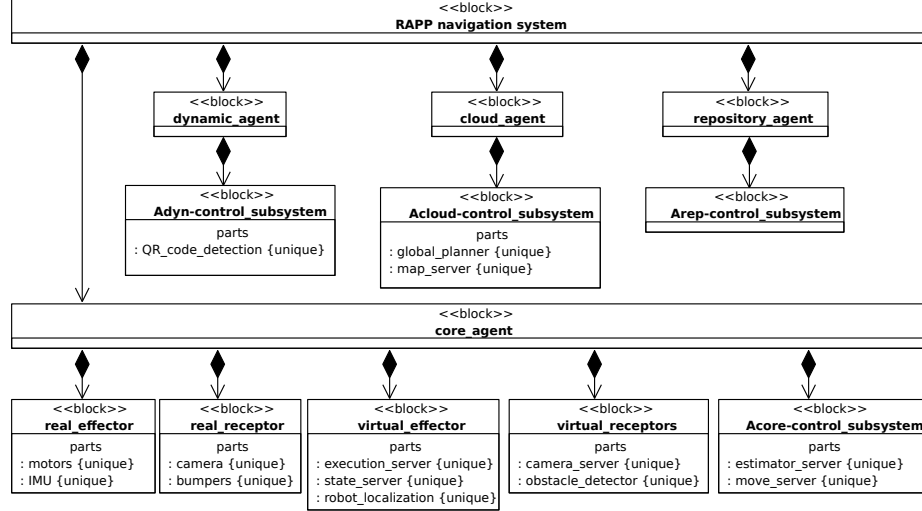 <<block>>
RAPP navigation system
<<block>>
dynamic_agent
<<block>>
cloud_agent
<<block>>
repository_agent
<<block>>
Adyn-control_subsystem
parts
: QR_code_detection {unique}
<<block>>
Acloud-control_subsystem
parts
: global_planner {unique}
: map_server {unique}
<<block>>
Arep-control_subsystem
<<block>>
core_agent
<<block>>
real_effector
parts
: motors {unique}
: IMU {unique}
<<block>>
real_receptor
parts
: camera {unique}
: bumpers {unique}
<<block>>
virtual_effector
parts
: execution_server {unique}
: state_server {unique}
: robot_localization {unique}
<<block>>
virtual_receptors
parts
: camera_server {unique}
: obstacle_detector {unique}
<<block>>
Acore-control_subsystem
parts
: estimator_server {unique}
: move_server {unique}